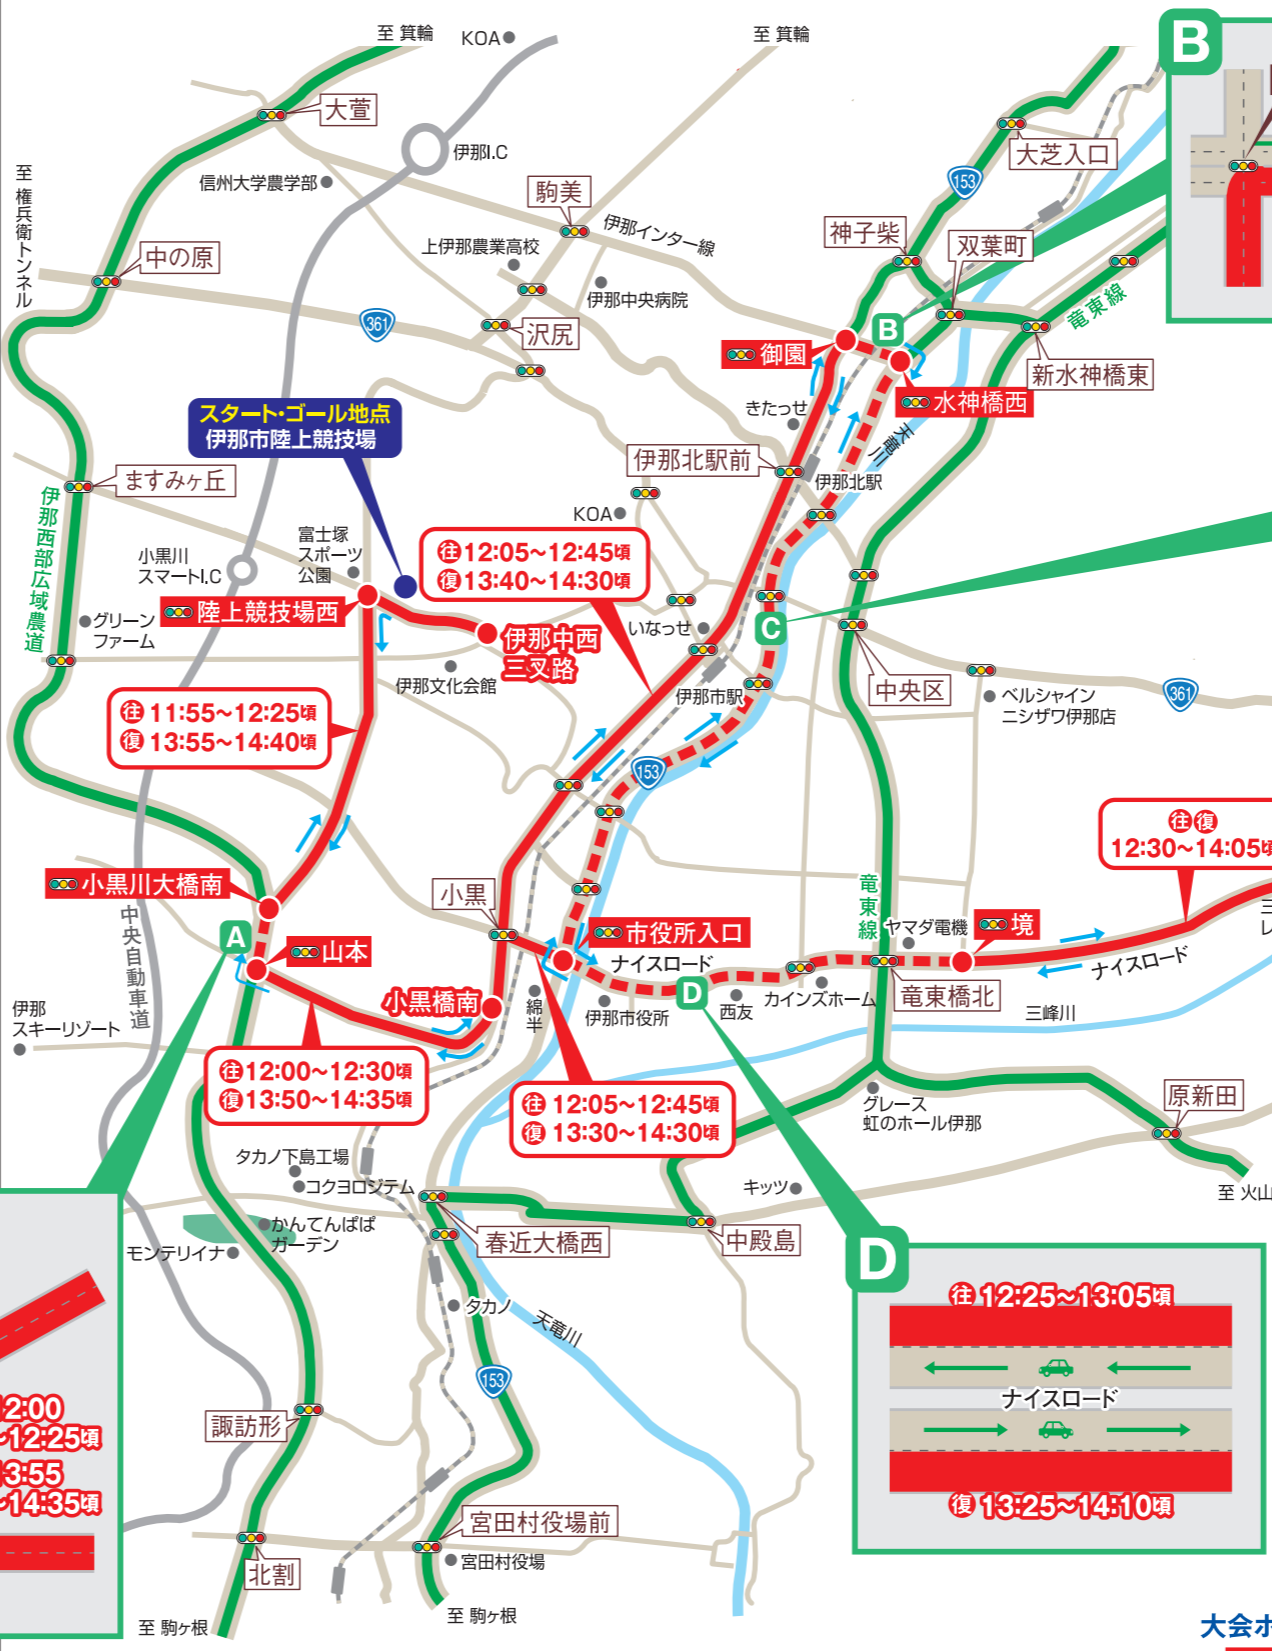 至 箕輪
KOA
至 箕輪
B
大萱
伊那I.C
信州大学農学部
大芝入口
153
至 権兵衛トンネル
駒美
伊那インター線
神子柴
双葉町
上伊那農業高校
中の原
伊那中央病院
361
沢尻
B
竜東線
御園
新水神橋東
水神橋西
スタート・ゴール地点
伊那市陸上競技場
きたっせ
天竜川
伊那北駅前
伊那北駅
ますみヶ丘
伊那西部広域農道
KOA
富士塚
スポーツ
公園
小黒川
スマートI.C
往12:05~12:45頃
復13:40~14:30頃
陸上競技場西
グリーン
ファーム
いなっせ
C
伊那中西
三叉路
伊那文化会館
伊那市駅
中央区
ベルシャイン
ニシザワ伊那店
361
往 11:55~12:25頃
復 13:55~14:40頃
153
往復
12:30~14:05頃
小黒川大橋南
小黒
竜東線
ヤマダ電機
境
中央自動車道
A
市役所入口
山本
ナイスロード
ナイスロード
D
小黒橋南
綿半
伊那市役所
西友
カインズホーム
竜東橋北
三峰川
伊那
スキーリゾート
往12:00~12:30頃
復13:50~14:35頃
往 12:05~12:45頃
復 13:30~14:30頃
グレース
虹のホール伊那
原新田
タカノ下島工場
コクヨロジテム
キッツ
至 火山
かんてんぱぱ
ガーデン
モンテリイナ
春近大橋西
中殿島
タカノ
天竜川
D
往 12:25~13:05頃
ナイスロード
復 13:25~14:10頃
153
2:00
~12:25頃
3:55
~14:35頃
諏訪形
宮田村役場前
宮田村役場
北割
至 駒ヶ根
至 駒ヶ根
大会ホ